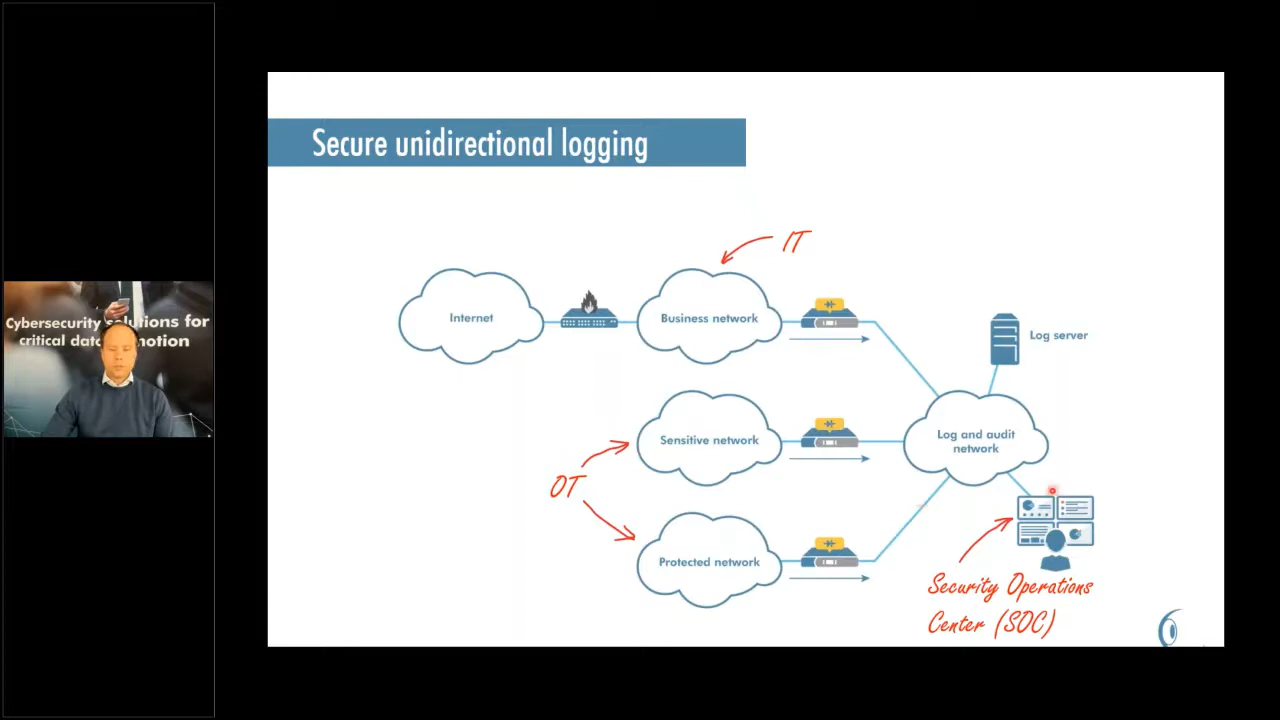 Secure unidirectional logging
IT
Internet
Business network
Log server
Sensitive network
Log and audit
network
OT
Protected network
Security Operations
Center (SOC)
Cybersecurity solutions for
critical data motion